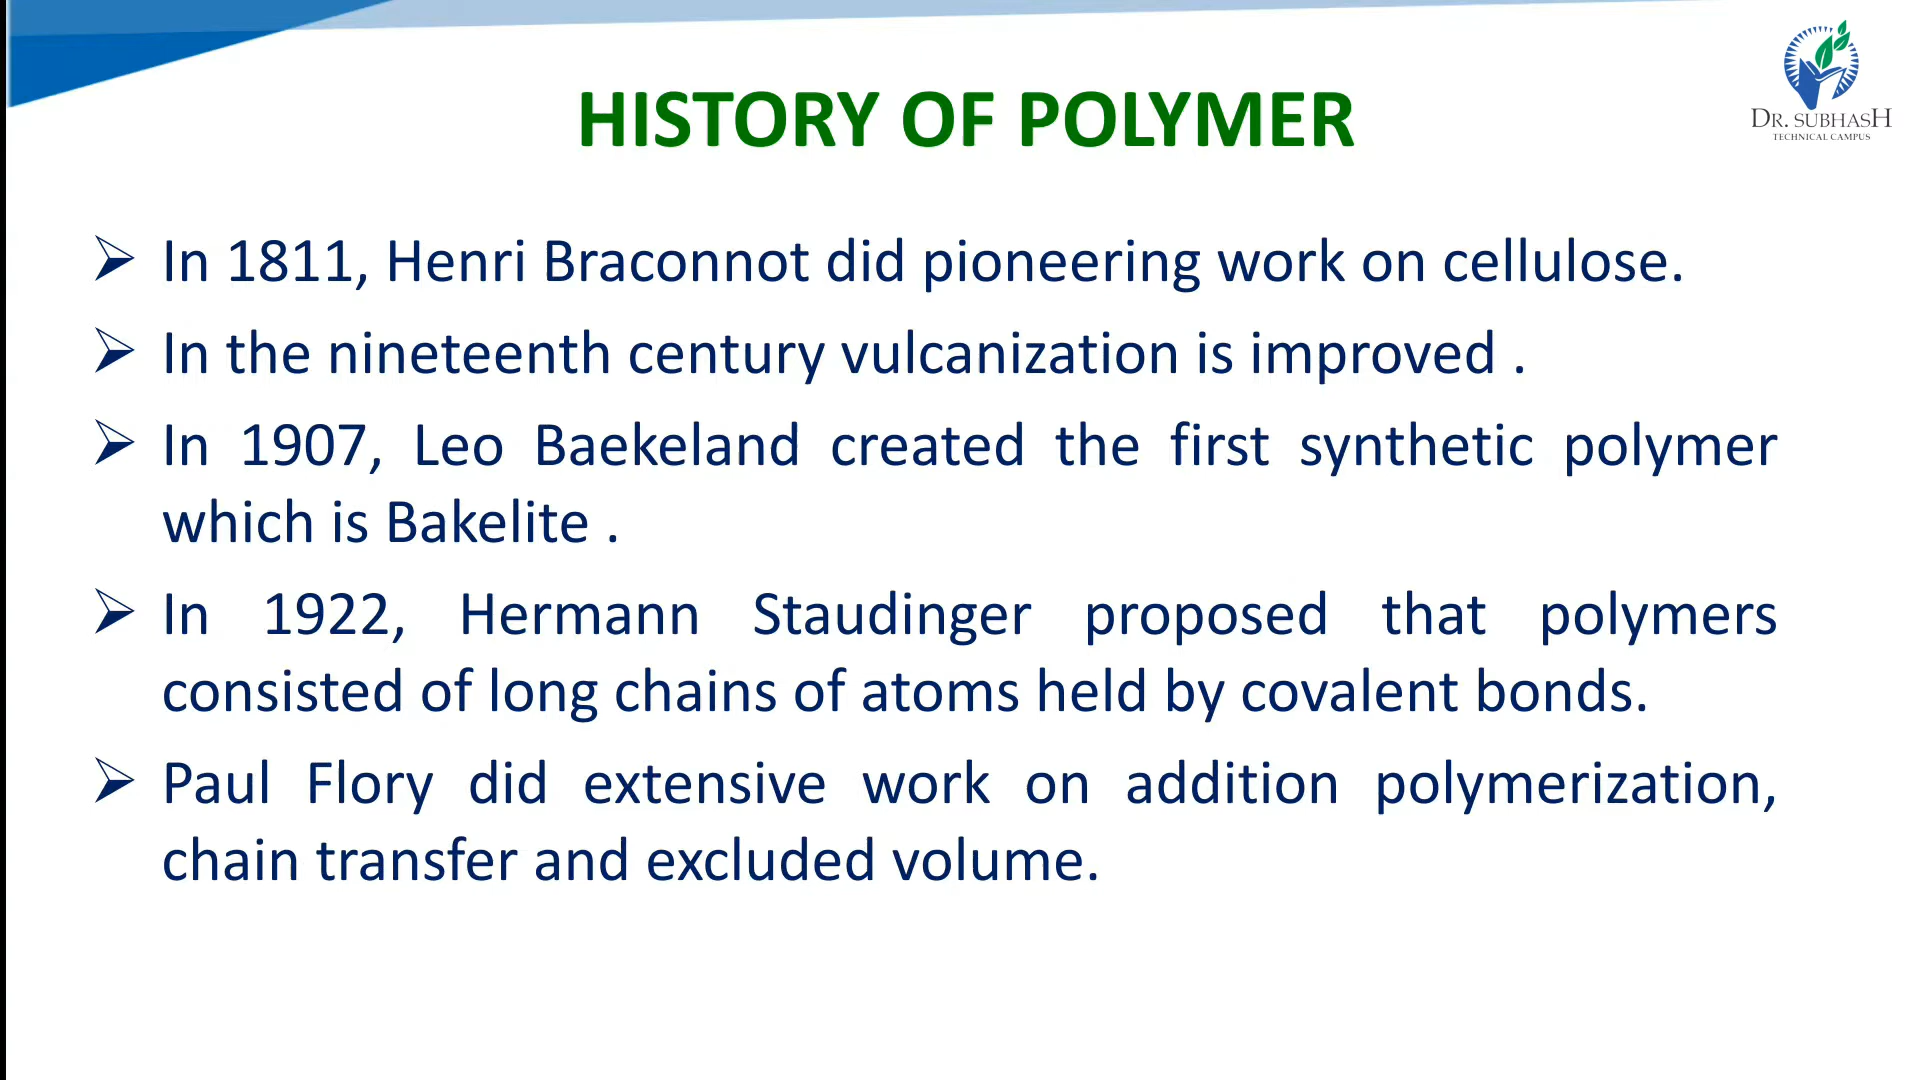 HISTORY OF POLYMER
DR. SUBHASH
TECHNICAL CAMPUS
In 1811, Henri Braconnot did pioneering work on cellulose.
In the nineteenth century vulcanization is improved .
In 1907, Leo Baekeland created the first synthetic polymer
which is Bakelite .
In 1922, Hermann Staudinger proposed that polymers
consisted of long chains of atoms held by covalent bonds.
Paul Flory did extensive work on addition polymerization,
chain transfer and excluded volume.